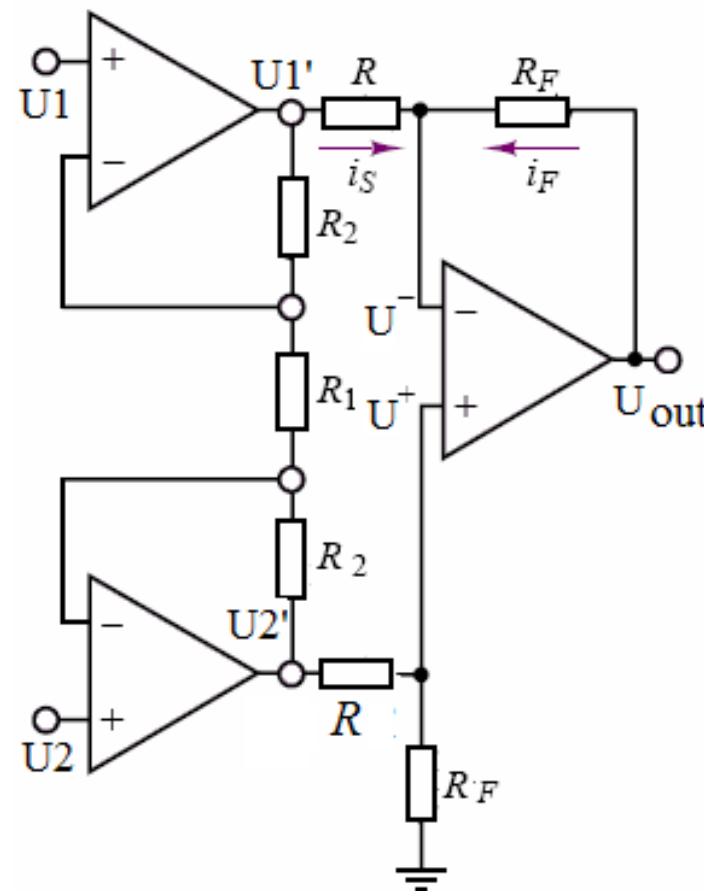 U1
+
−
U1'
R
R_F
i_S
i_F
R_2
U^-
−
R_1
U^+
+
U_out
R_2
−
U2'
+
U2
R
R_F